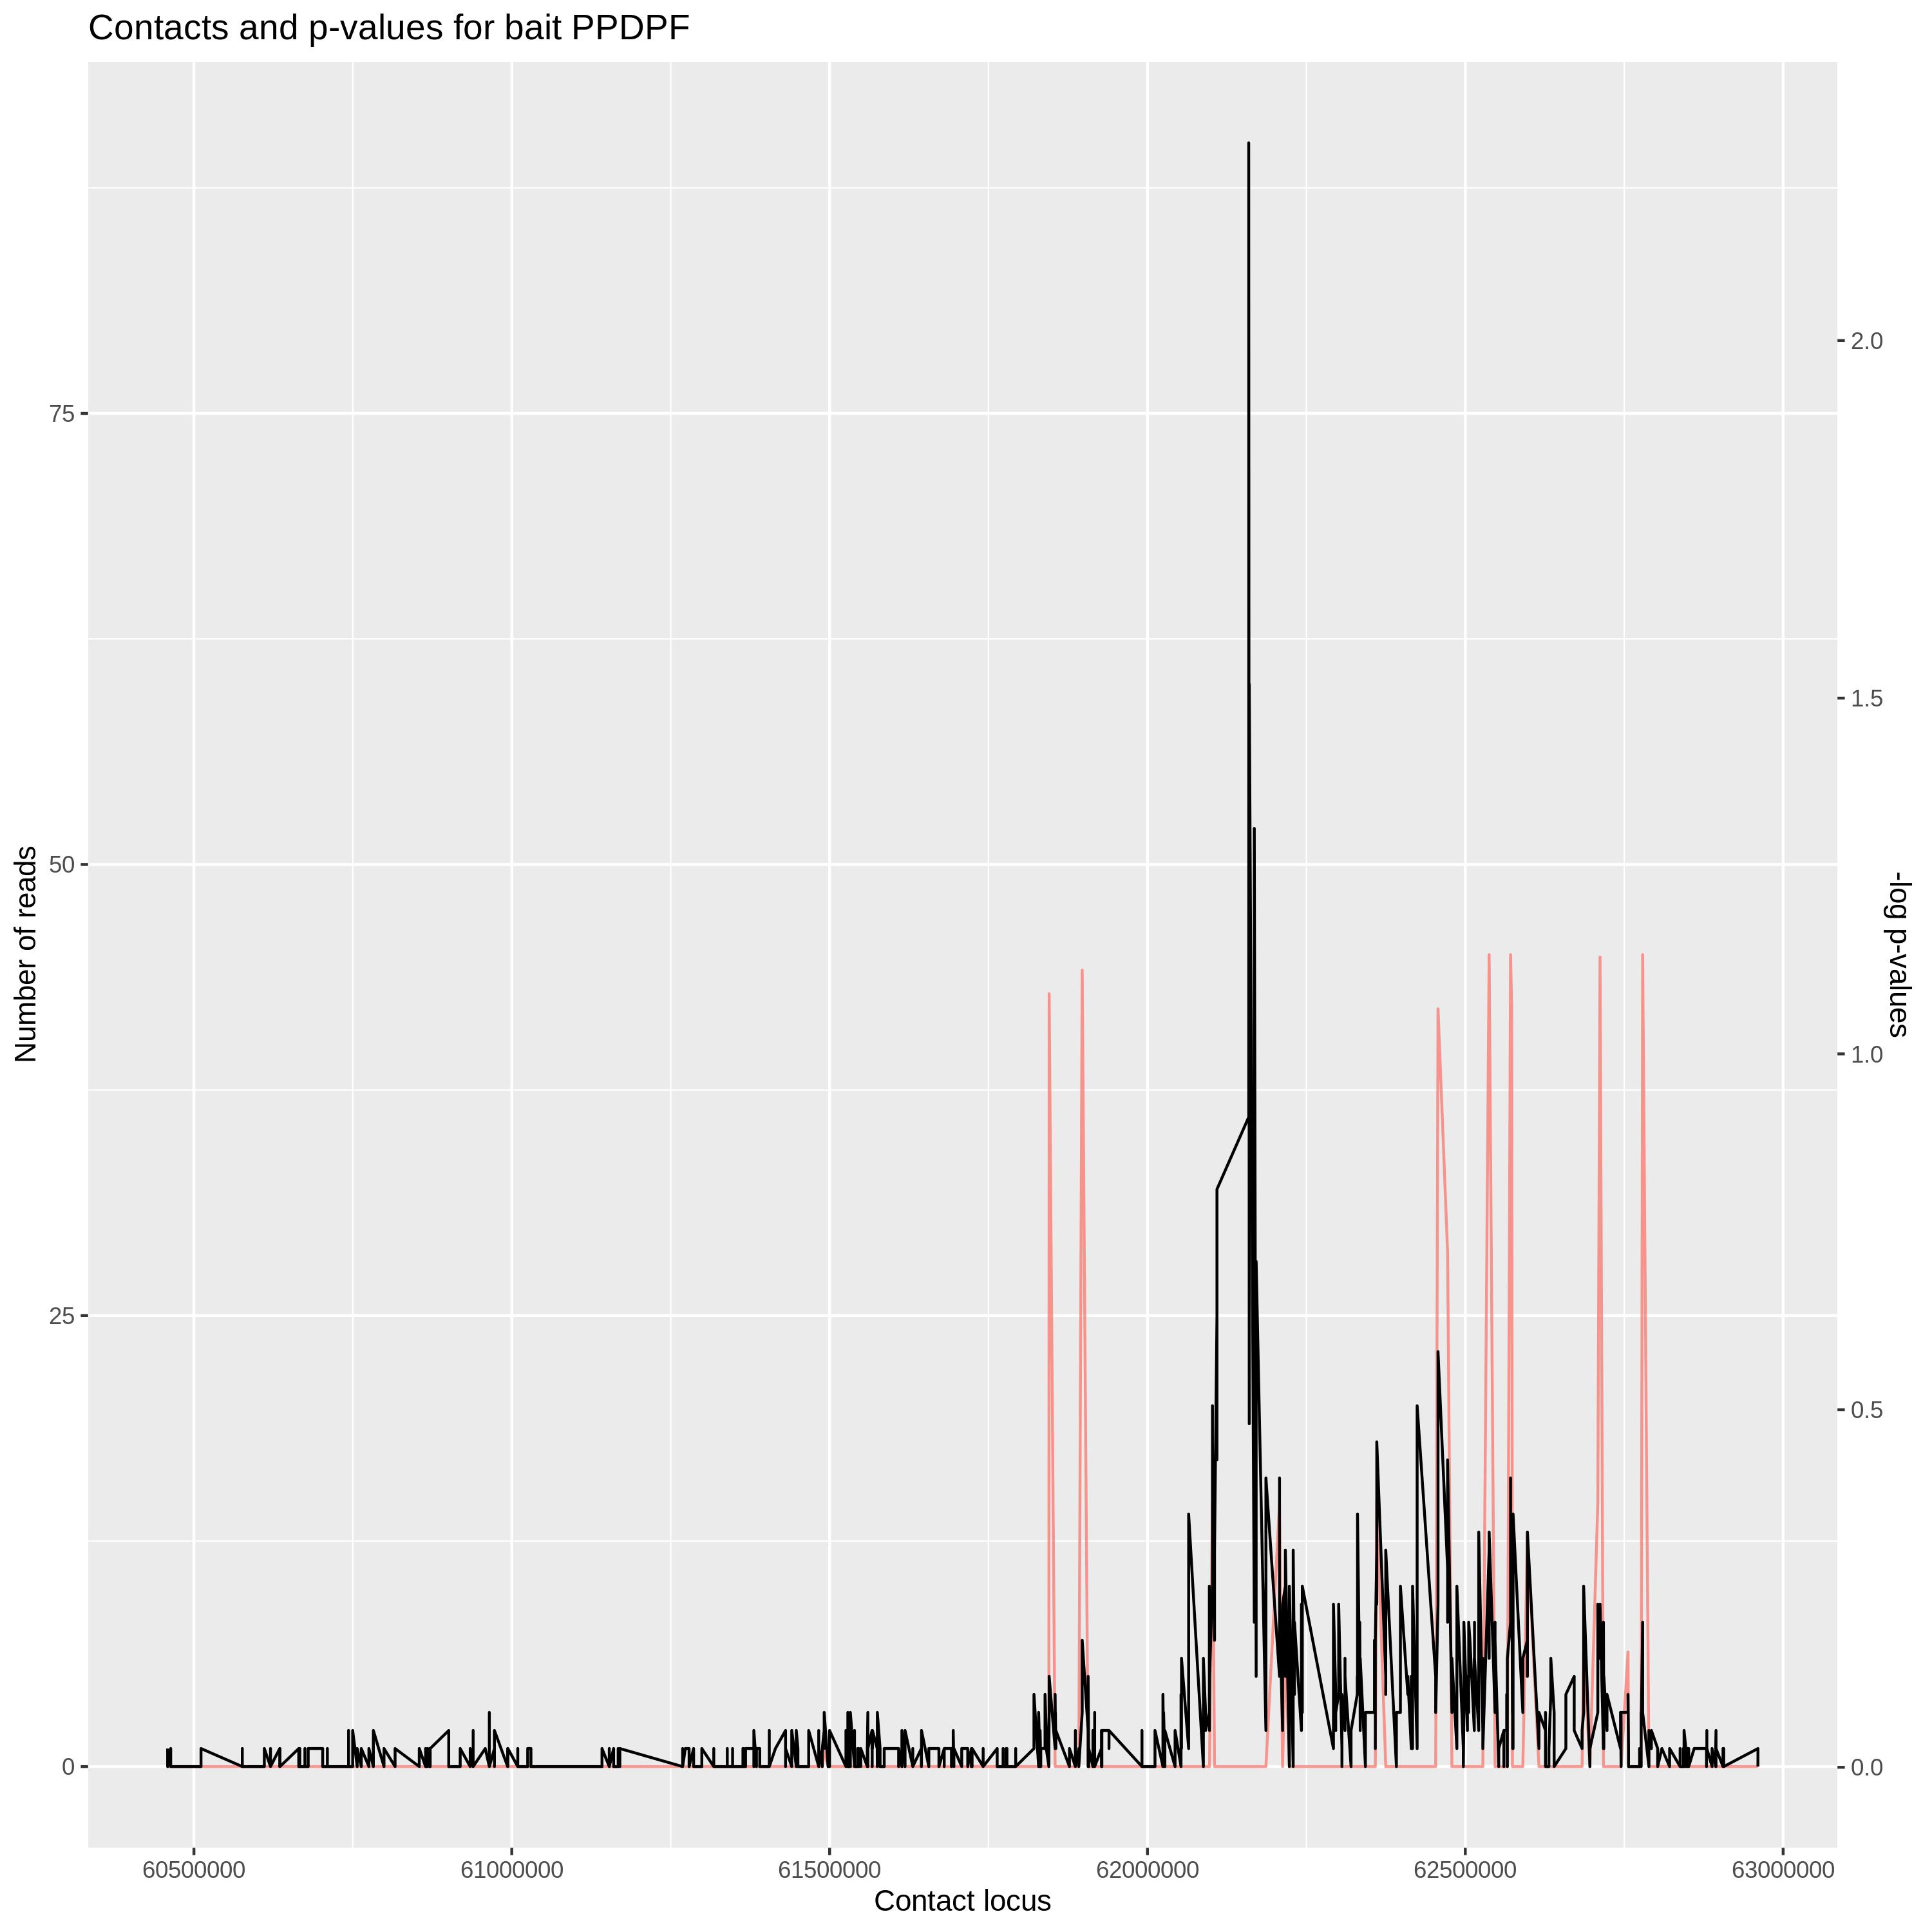 Contacts and p-values for bait PPDPF
Number of reads
75
50
25
0
2.0
1.5
1.0
0.5
0.0
-log p-values
60500000 61000000 61500000 62000000 62500000 63000000
Contact locus